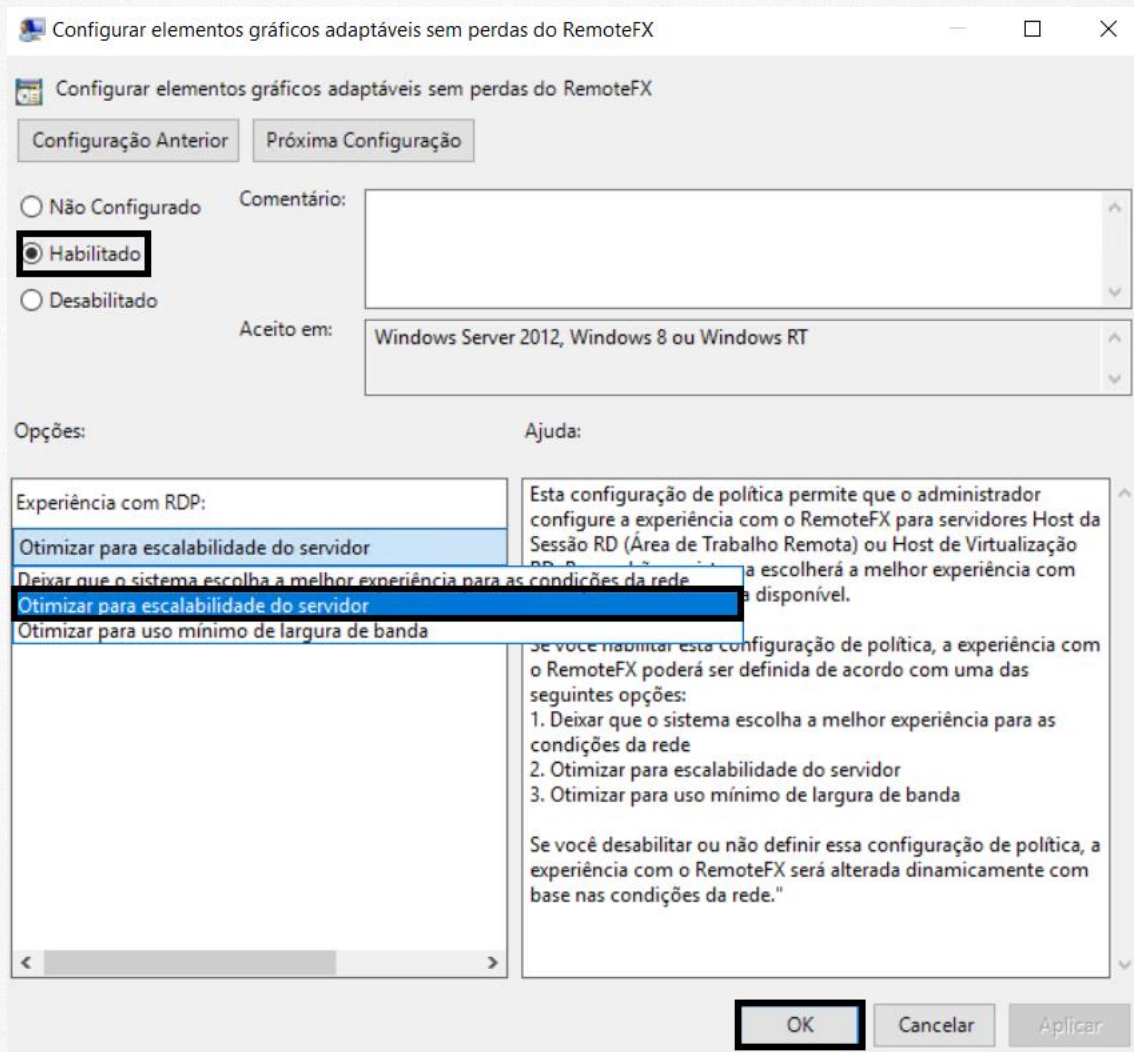 Configurar elementos gráficos adaptáveis sem perdas do RemoteFX
Configurar elementos gráficos adaptáveis sem perdas do RemoteFX
Configuração Anterior
Próxima Configuração
Não Configurado
Habilitado
Desabilitado
Comentário:
Aceito em:
Windows Server 2012, Windows 8 ou Windows RT
Opções:
Experiência com RDP:
Otimizar para escalabilidade do servidor
Deixar que o sistema escolha a melhor experiência para as condições da rede
Otimizar para escalabilidade do servidor
Otimizar para uso mínimo de largura de banda
Ajuda:
Esta configuração de política permite que o administrador
configure a experiência com o RemoteFX para servidores Host da
Sessão RD (Área de Trabalho Remota) ou Host de Virtualização
a escolherá a melhor experiência com
disponível.
Se você habilitar esta configuração de política, a experiência com
o RemoteFX poderá ser definida de acordo com uma das
seguintes opções:
1. Deixar que o sistema escolha a melhor experiência para as
condições da rede
2. Otimizar para escalabilidade do servidor
3. Otimizar para uso mínimo de largura de banda
Se você desabilitar ou não definir essa configuração de política, a
experiência com o RemoteFX será alterada dinamicamente com
base nas condições da rede."
OK
Cancelar
Aplicar